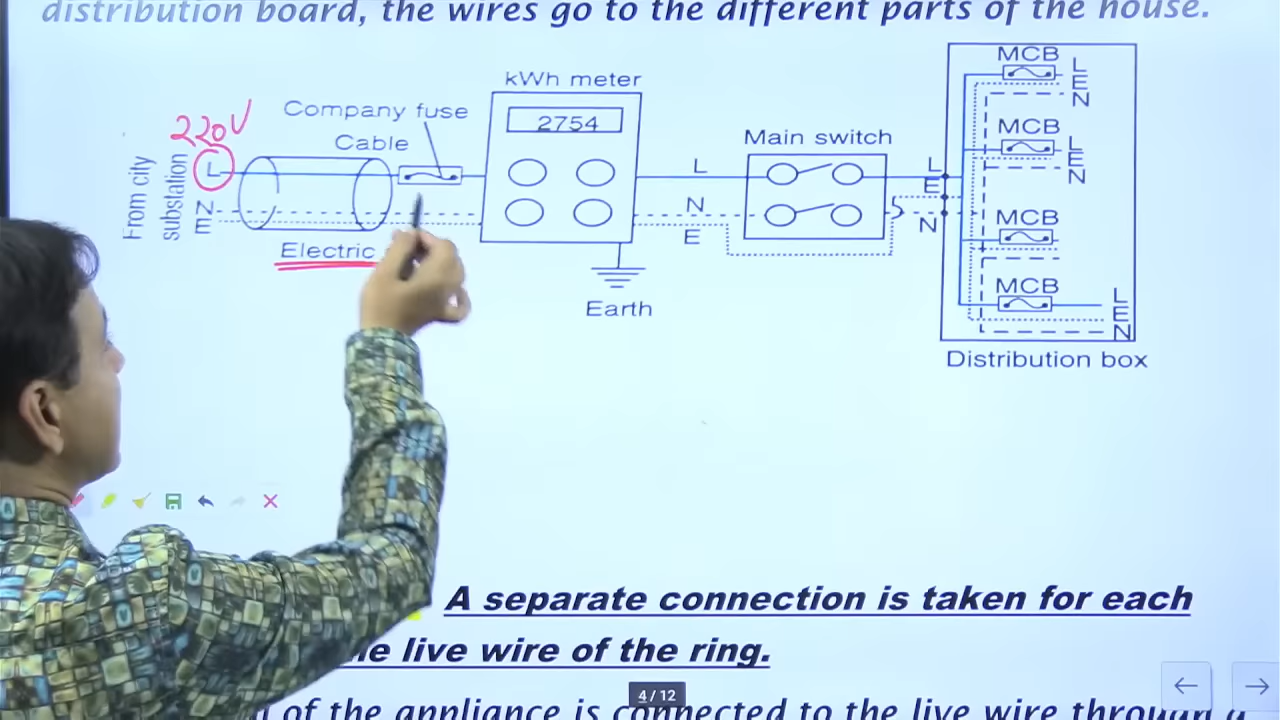 distribution board, the wires go to the different parts of the house.
kWh meter
2754
Company fuse
Cable
220V
From city
substation
L
N
E
Electric
Earth
L
N
E
Main switch
L
E
N
MCB
L
E
N
MCB
L
E
N
MCB
MCB
L
E
N
Distribution box
A separate connection is taken for each
live wire of the ring.
4 / 12
of the appliance is connected to the live wire through a